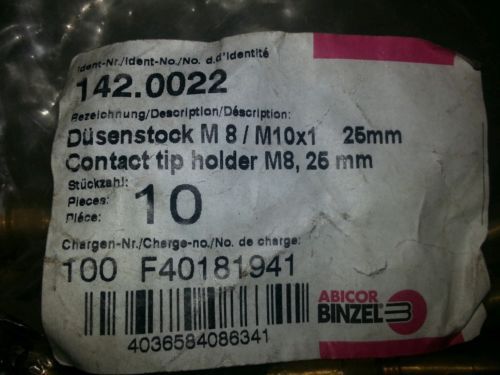 Ident-Nr./Ident-No./No. d.d'identité
142.0022
Bezeichnung/Description/Déscription:
Düsenstock M 8 / M10x1 25mm
Contact tip holder M8, 25 mm
Stückzahl:
Pieces: 10
Piéce:
Chargen-Nr./Charge-no./No. de charge:
100 F40181941
4036584086341
ABICOR
BINZEL